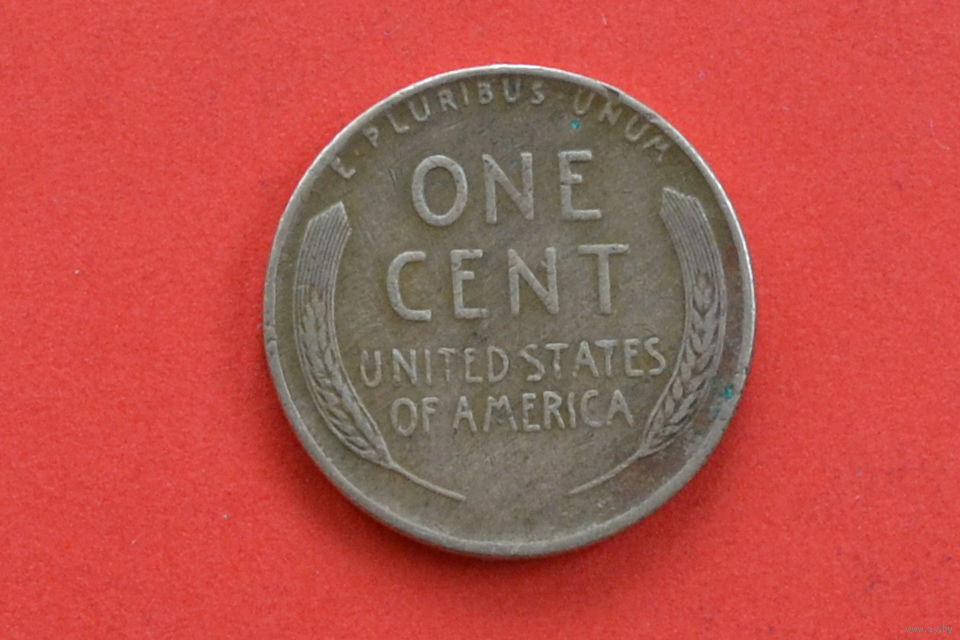 E·PLURIBUS·UNUM
ONE
CENT
UNITED·STATES
OF AMERICA